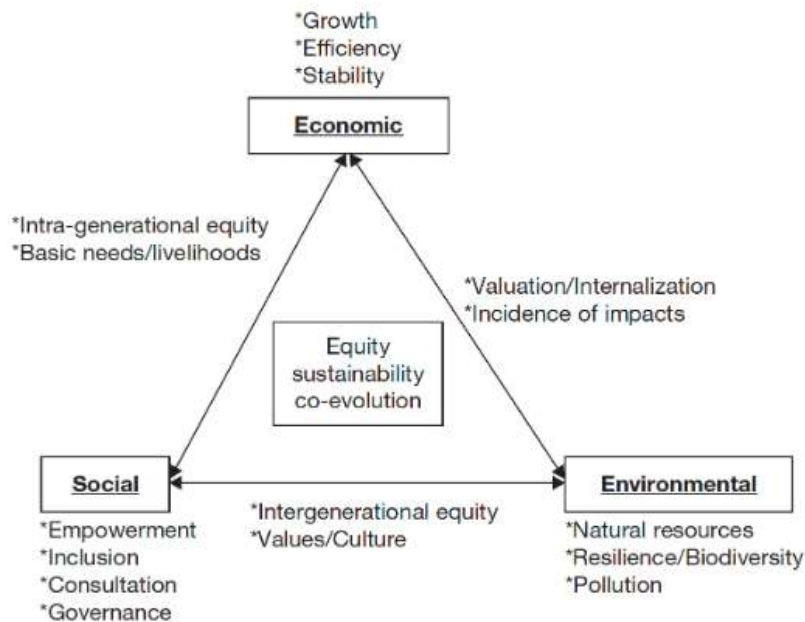 *Growth
*Efficiency
*Stability
Economic
*Intra-generational equity
*Basic needs/livelihoods
*Valuation/Internalization
*Incidence of impacts
Equity
sustainability
co-evolution
Social
Environmental
*Empowerment
*Inclusion
*Consultation
*Governance
*Intergenerational equity
*Values/Culture
*Natural resources
*Resilience/Biodiversity
*Pollution